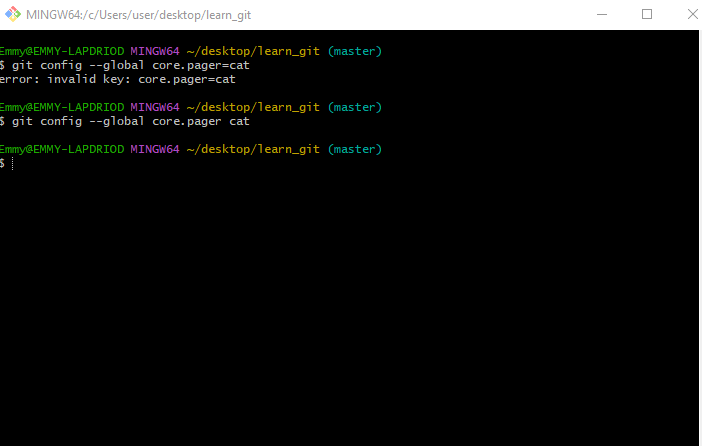 MINGW64:/c/Users/user/desktop/learn_git
Emmy@EMMY-LAPDRIOD MINGW64 ~/desktop/learn_git (master)
$ git config --global core.pager=cat
error: invalid key: core.pager=cat
Emmy@EMMY-LAPDRIOD MINGW64 ~/desktop/learn_git (master)
$ git config --global core.pager cat
Emmy@EMMY-LAPDRIOD MINGW64 ~/desktop/learn_git (master)
$